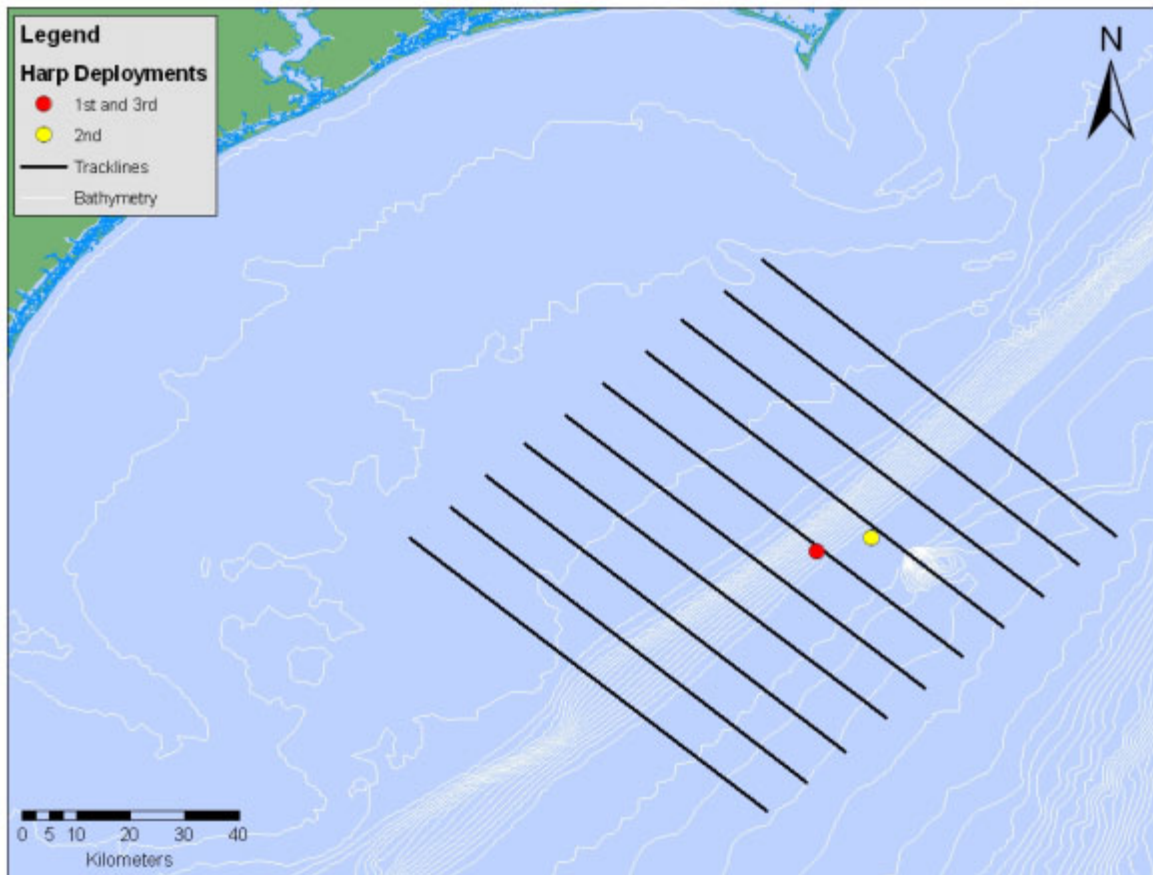 Legend
Harp Deployments
1st and 3rd
2nd
Tracklines
Bathymetry
N
0 5 10 20 30 40
Kilometers